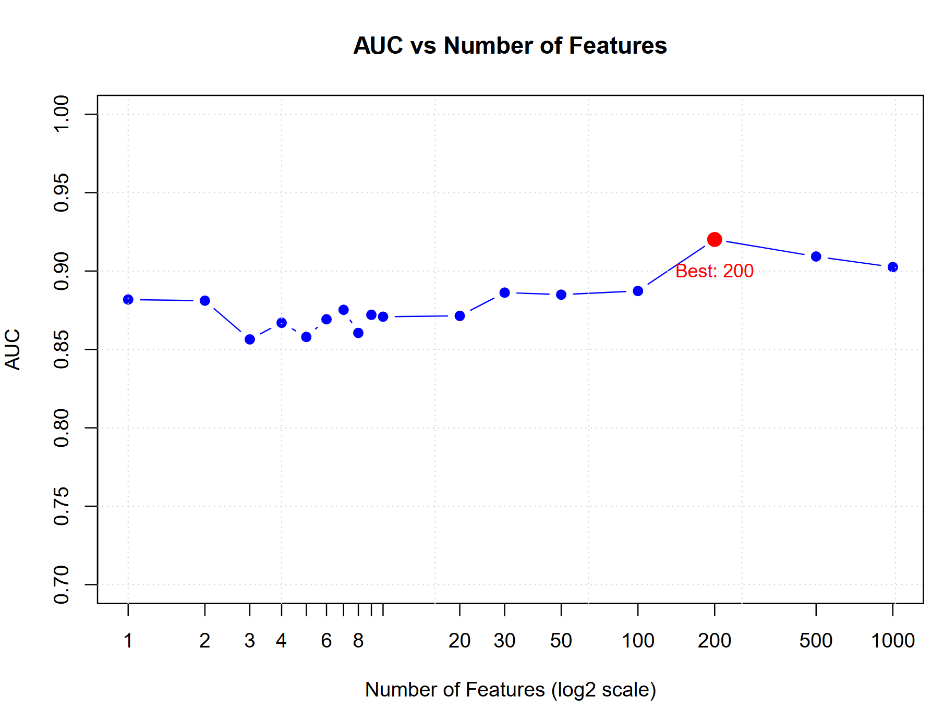 AUC vs Number of Features
1.00
0.95
0.90
0.85
0.80
0.75
0.70
AUC
Best: 200
1 2 3 4 6 8 20 30 50 100 200 500 1000
Number of Features (log2 scale)